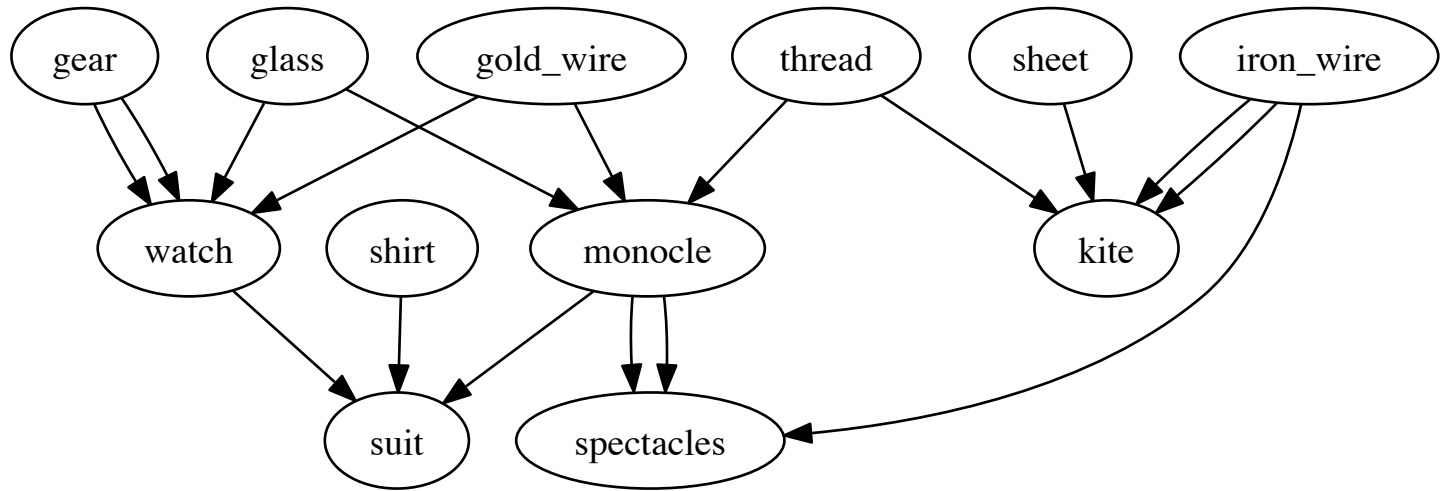 gear glass gold_wire thread sheet iron_wire
watch shirt monocle kite
suit spectacles